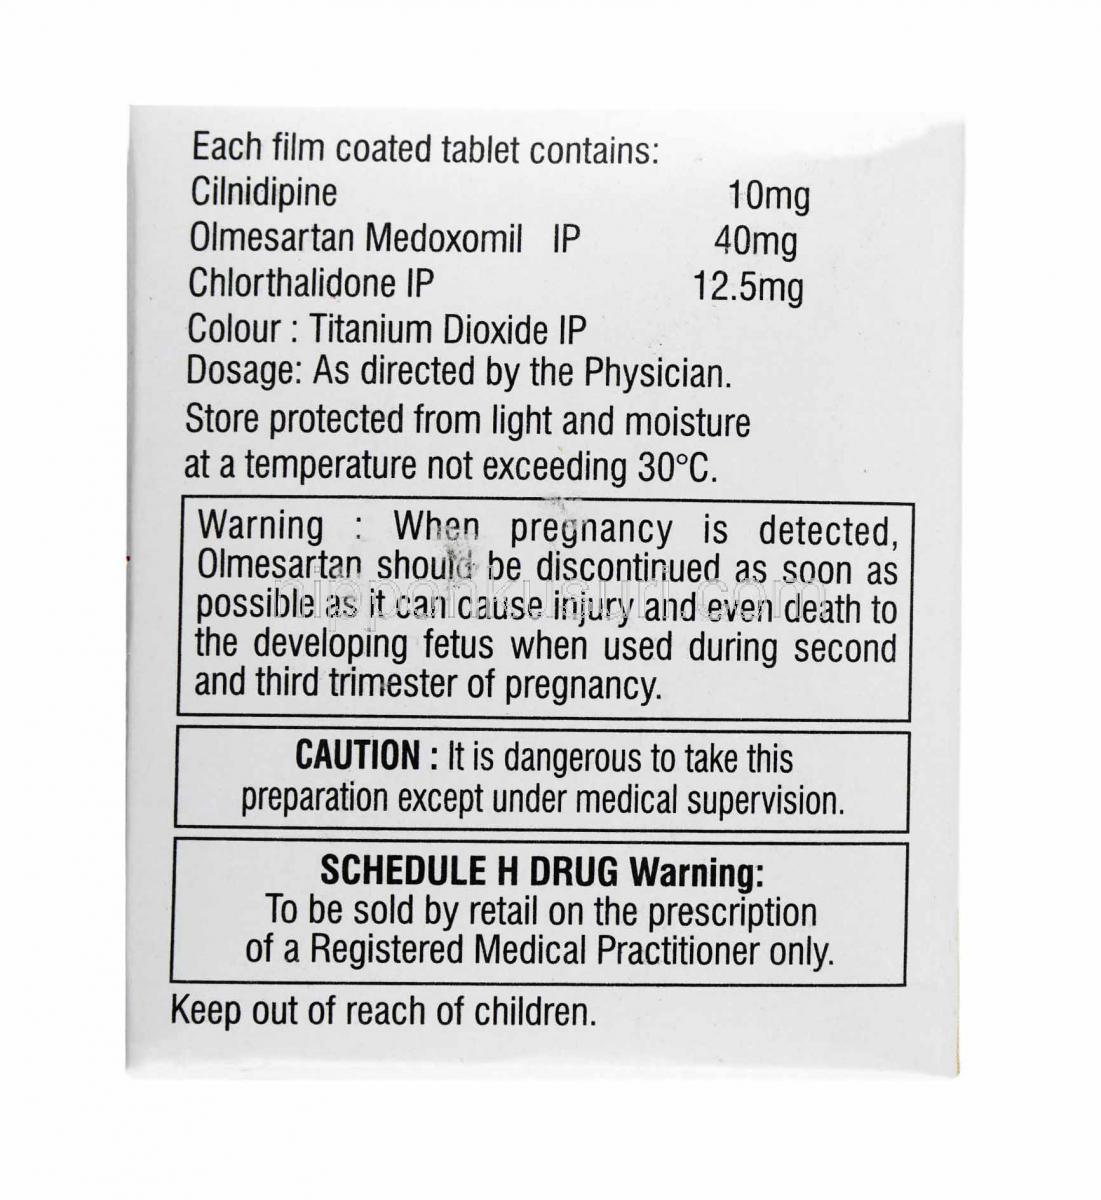 Each film coated tablet contains:
Cilnidipine 10mg
Olmesartan Medoxomil IP 40mg
Chlorthalidone IP 12.5mg
Colour : Titanium Dioxide IP
Dosage: As directed by the Physician.
Store protected from light and moisture
at a temperature not exceeding 30°C.
Warning : When pregnancy is detected,
Olmesartan should be discontinued as soon as
possible as it can cause injury and even death to
the developing fetus when used during second
and third trimester of pregnancy.
nipponkusuri.com
CAUTION : It is dangerous to take this
preparation except under medical supervision.
SCHEDULE H DRUG Warning:
To be sold by retail on the prescription
of a Registered Medical Practitioner only.
Keep out of reach of children.